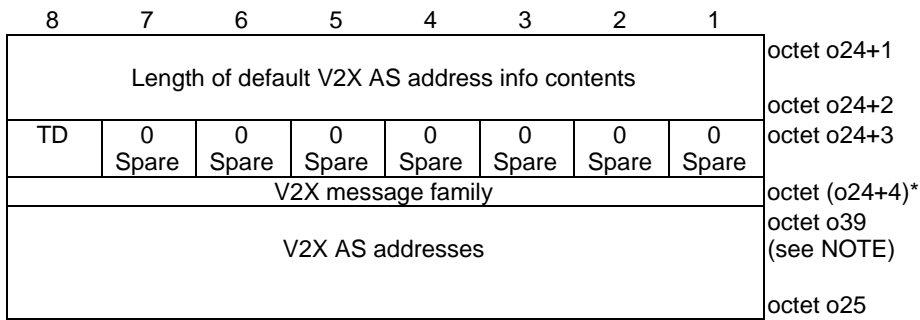 8 7 6 5 4 3 2 1
octet o24+1
Length of default V2X AS address info contents
octet o24+2
TD 0 0 0 0 0 0 0 octet o24+3
Spare Spare Spare Spare Spare Spare Spare
V2X message family octet (o24+4)*
octet o39
V2X AS addresses (see NOTE)
octet o25